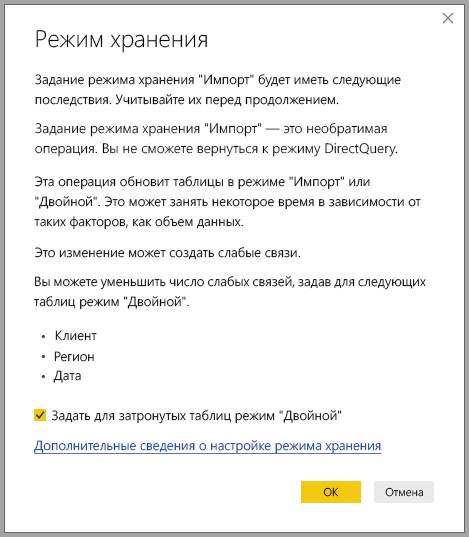 Режим хранения
Задание режима хранения "Импорт" будет иметь следующие
последствия. Учитывайте их перед продолжением.
Задание режима хранения "Импорт" — это необратимая
операция. Вы не сможете вернуться к режиму DirectQuery.
Эта операция обновит таблицы в режиме "Импорт" или
"Двойной". Это может занять некоторое время в зависимости от
таких факторов, как объем данных.
Это изменение может создать слабые связи.
Вы можете уменьшить число слабых связей, задав для следующих
таблиц режим "Двойной".
• Клиент
• Регион
• Дата
Задать для затронутых таблиц режим "Двойной"
Дополнительные сведения о настройке режима хранения
ОК
Отмена